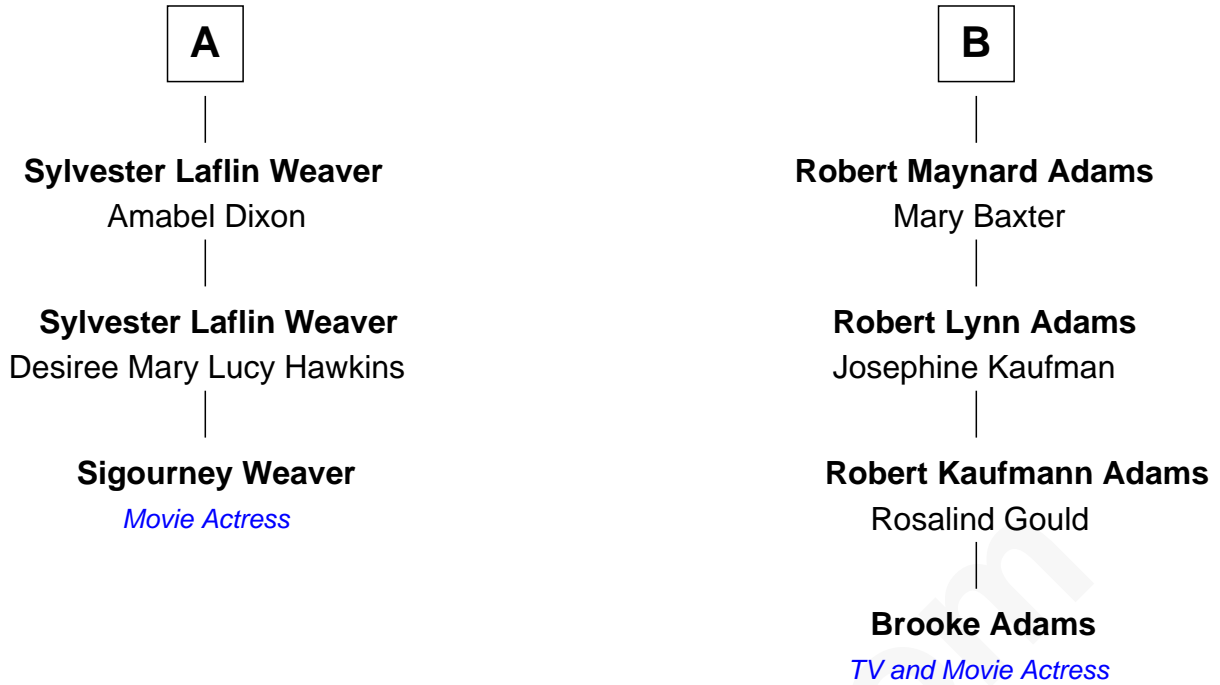 A
Sylvester Laflin Weaver
Amabel Dixon
Sylvester Laflin Weaver
Desiree Mary Lucy Hawkins
Sigourney Weaver
Movie Actress
B
Robert Maynard Adams
Mary Baxter
Robert Lynn Adams
Josephine Kaufman
Robert Kaufmann Adams
Rosalind Gould
Brooke Adams
TV and Movie Actress